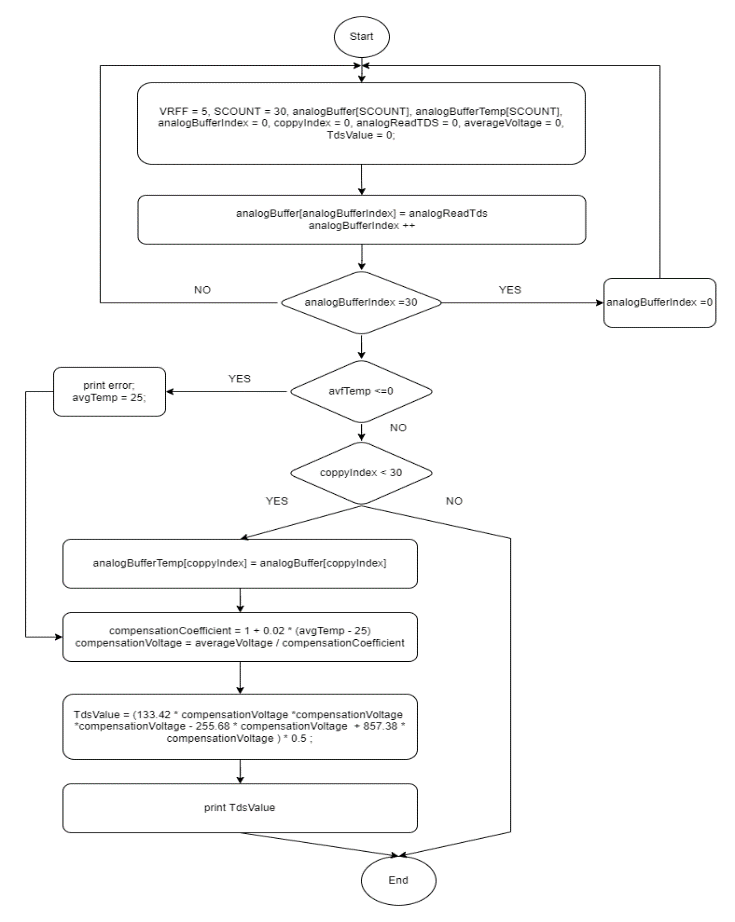 Start
VRFF = 5, SCOUNT = 30, analogBuffer[SCOUNT], analogBufferTemp[SCOUNT],
analogBufferIndex = 0, coppyIndex = 0, analogReadTDS = 0, averageVoltage = 0,
TdsValue = 0;
analogBuffer[analogBufferIndex] = analogReadTds
analogBufferIndex ++
NO
analogBufferIndex =30
YES
analogBufferIndex =0
print error;
avgTemp = 25;
YES
avfTemp <=0
NO
coppyIndex < 30
YES
NO
analogBufferTemp[coppyIndex] = analogBuffer[coppyIndex]
compensationCoefficient = 1 + 0.02 * (avgTemp - 25)
compensationVoltage = averageVoltage / compensationCoefficient
TdsValue = (133.42 * compensationVoltage *compensationVoltage
*compensationVoltage - 255.68 * compensationVoltage + 857.38 *
compensationVoltage ) * 0.5 ;
print TdsValue
End